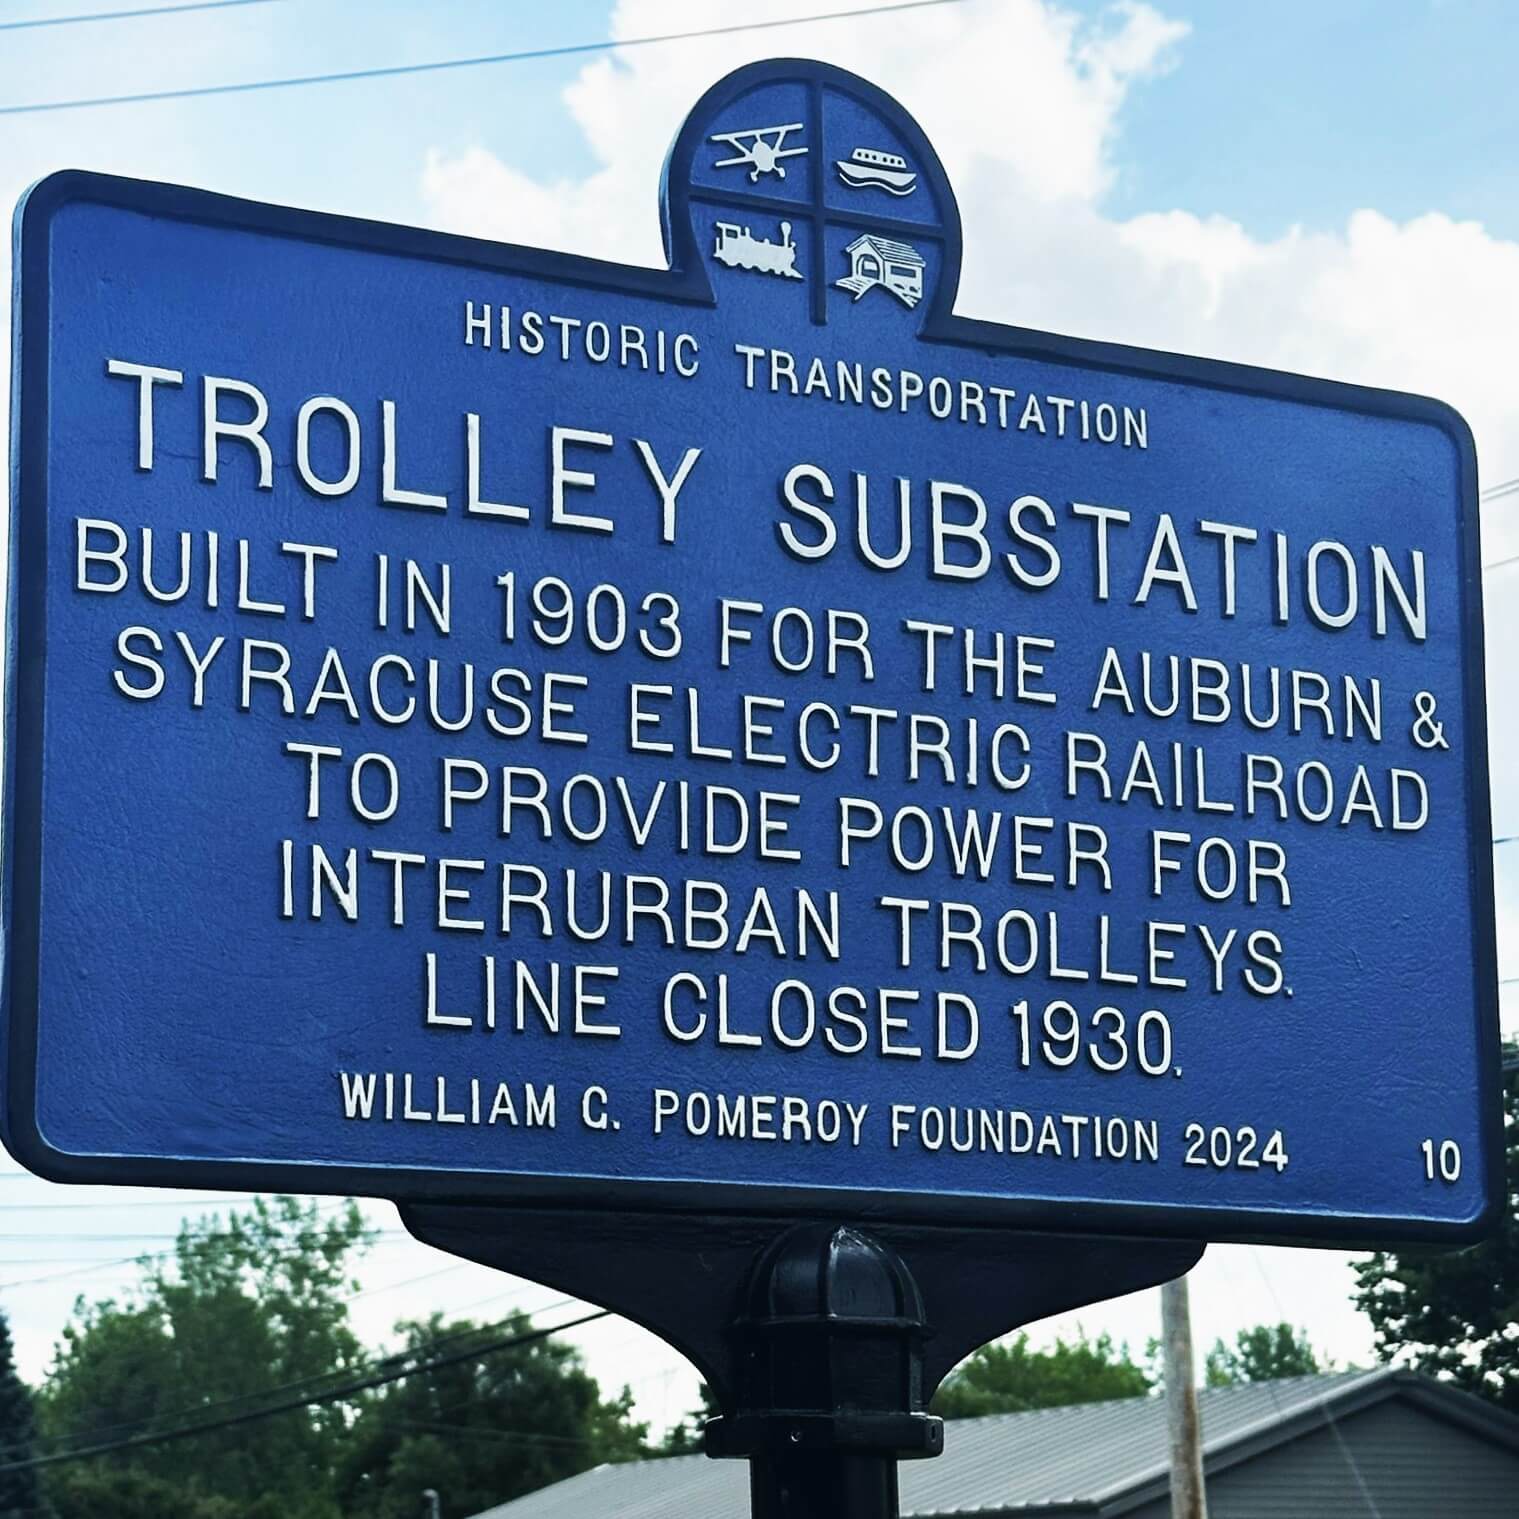 HISTORIC TRANSPORTATION
TROLLEY SUBSTATION
BUILT IN 1903 FOR THE AUBURN &
SYRACUSE ELECTRIC RAILROAD
TO PROVIDE POWER FOR
INTERURBAN TROLLEYS.
LINE CLOSED 1930.
WILLIAM G. POMEROY FOUNDATION 2024
10